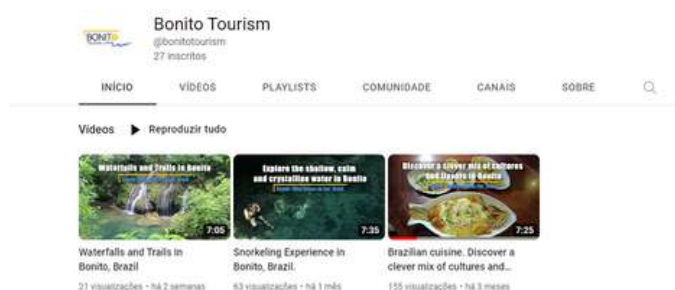 Bonito Tourism
BONITO
@bonitotourism
27 inscritos
INÍCIO VÍDEOS PLAYLISTS COMUNIDADE CANAIS SOBRE
Vídeos Reproduzir tudo
Waterfalls and Trails in Bonito
7:05
Explore the shallow, calm
and crystalline water in Bonito
7:35
Discover a clever mix of cultures
and flavors in Bonito
7:25
Waterfalls and Trails in
Bonito, Brazil
21 visualizações • há 2 semanas
Snorkeling Experience in
Bonito, Brazil.
63 visualizações • há 1 mês
Brazilian cuisine. Discover a
clever mix of cultures and...
155 visualizações • há 3 meses